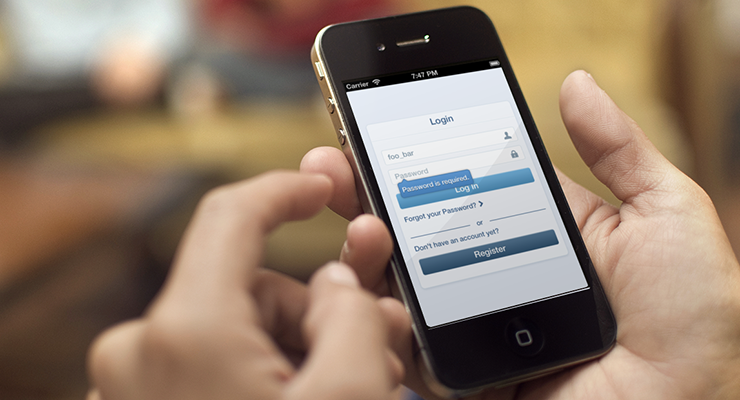 Carrier 7:47 PM
Login
foo_bar
Password
Password is required.
Log in
Forgot your Password?
or
Don't have an account yet?
Register